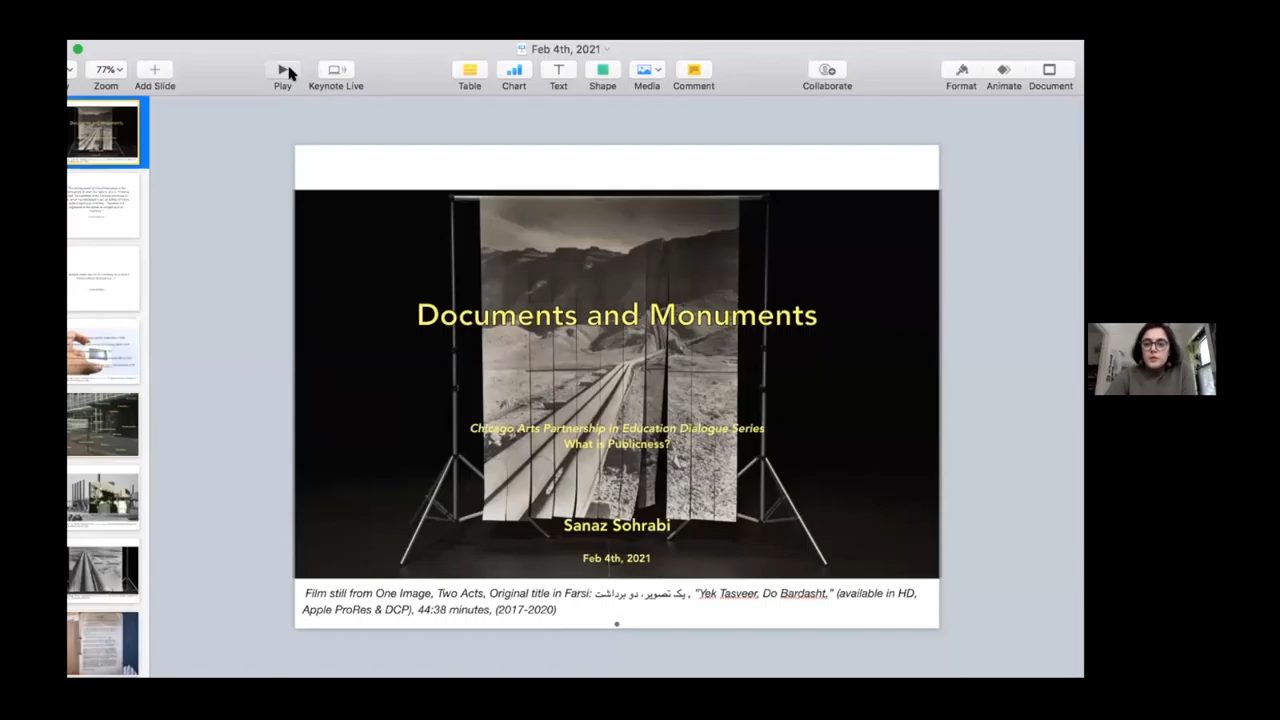 Feb 4th, 2021
77%
Zoom
Add Slide
Play
Keynote Live
Table
Chart
Text
Shape
Media
Comment
Collaborate
Format
Animate
Document
Documents and Monuments
Chicago Arts Partnership in Education Dialogue Series
What is Publicness?
Sanaz Sohrabi
Feb 4th, 2021
Film still from One Image, Two Acts, Original title in Farsi: یک تصویر، دو برداشت , "Yek Tasveer, Do Bardasht," (available in HD,
Apple ProRes & DCP), 44:38 minutes, (2017-2020)